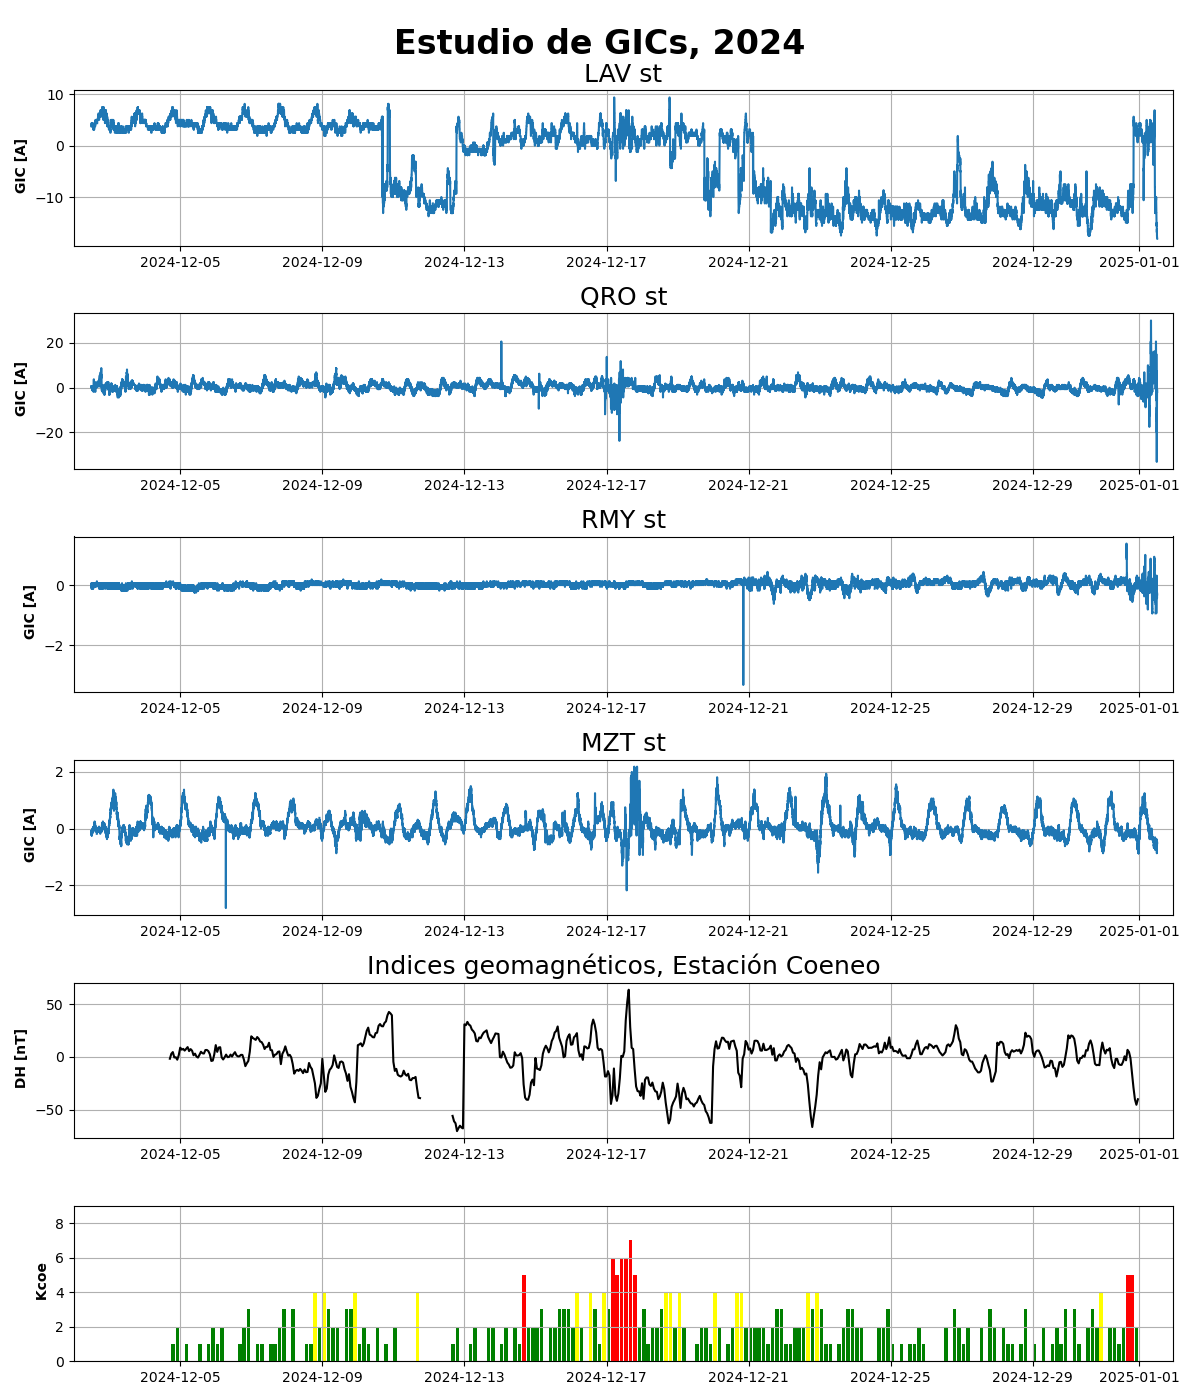 Estudio de GICs, 2024
LAV st
GIC [A]
10
0
−10
2024-12-05 2024-12-09 2024-12-13 2024-12-17 2024-12-21 2024-12-25 2024-12-29 2025-01-01
QRO st
GIC [A]
20
0
−20
2024-12-05 2024-12-09 2024-12-13 2024-12-17 2024-12-21 2024-12-25 2024-12-29 2025-01-01
RMY st
GIC [A]
0
−2
2024-12-05 2024-12-09 2024-12-13 2024-12-17 2024-12-21 2024-12-25 2024-12-29 2025-01-01
MZT st
GIC [A]
2
0
−2
2024-12-05 2024-12-09 2024-12-13 2024-12-17 2024-12-21 2024-12-25 2024-12-29 2025-01-01
Indices geomagnéticos, Estación Coeneo
DH [nT]
50
0
−50
2024-12-05 2024-12-09 2024-12-13 2024-12-17 2024-12-21 2024-12-25 2024-12-29 2025-01-01
Kcoe
8
6
4
2
0
2024-12-05 2024-12-09 2024-12-13 2024-12-17 2024-12-21 2024-12-25 2024-12-29 2025-01-01